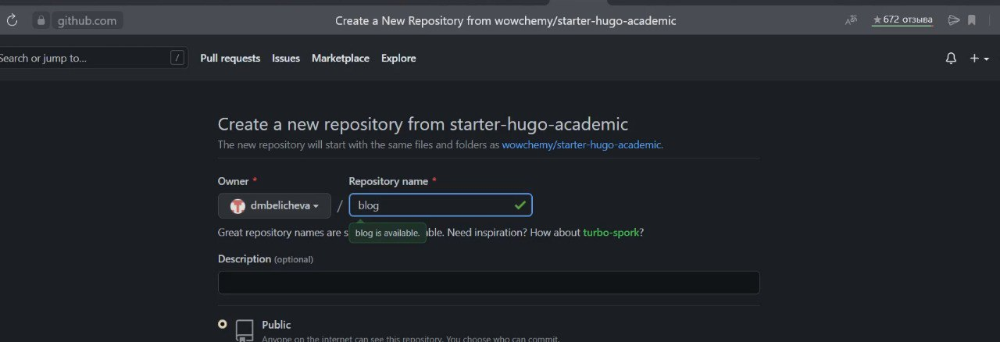 github.com Create a New Repository from wowchemy/starter-hugo-academic ★672 отзыва
Search or jump to... / Pull requests Issues Marketplace Explore
Create a new repository from starter-hugo-academic
The new repository will start with the same files and folders as wowchemy/starter-hugo-academic.
Owner * Repository name *
dmbelicheva / blog
Great repository names are s blog is available. ble. Need inspiration? How about turbo-spork?
Description (optional)
Public
Anyone on the internet can see this repository. You choose who can commit.